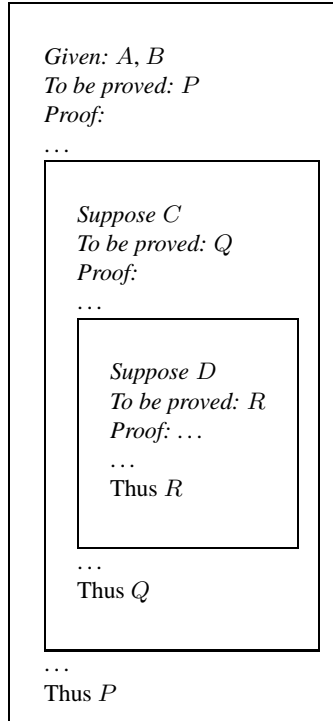 Given: A, B
To be proved: P
Proof:
...
Suppose C
To be proved: Q
Proof:
...
Suppose D
To be proved: R
Proof: ...
...
Thus R
...
Thus Q
...
Thus P